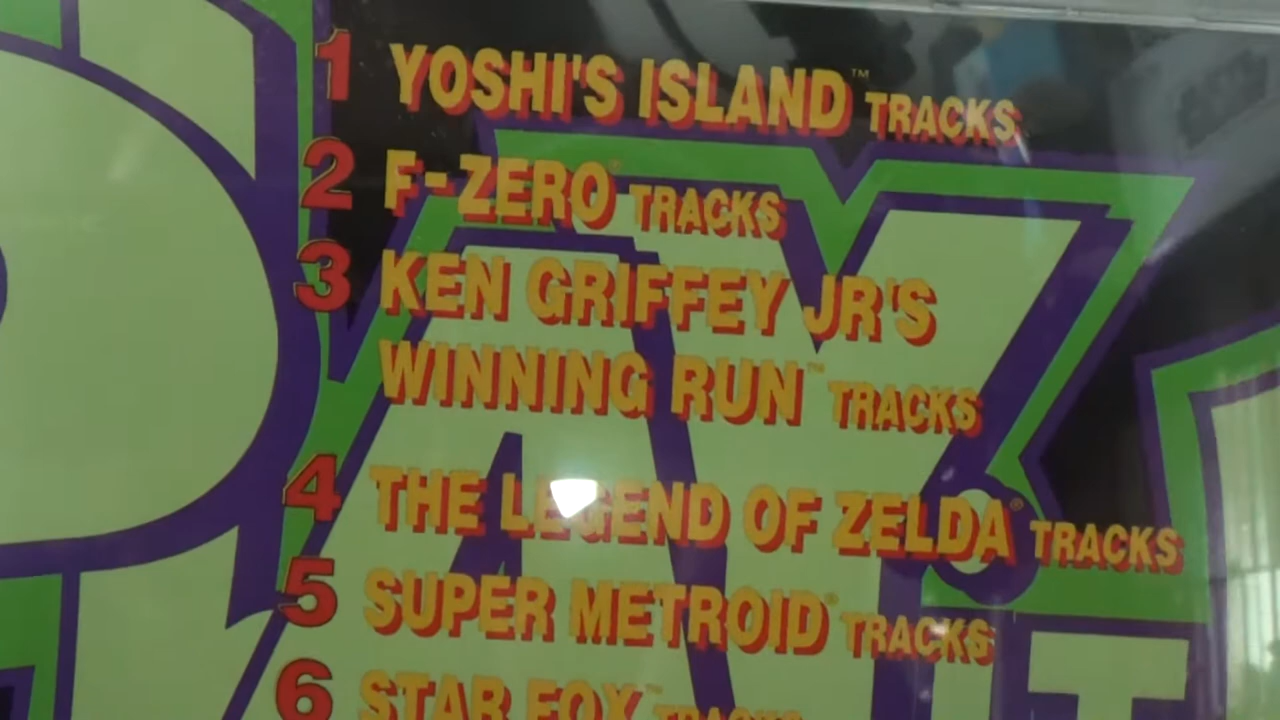 1 YOSHI'S ISLAND™ TRACKS
2 F-ZERO® TRACKS
3 KEN GRIFFEY JR'S
WINNING RUN™ TRACKS
4 THE LEGEND OF ZELDA® TRACKS
5 SUPER METROID® TRACKS
6 STAR FOX™ TRACKS